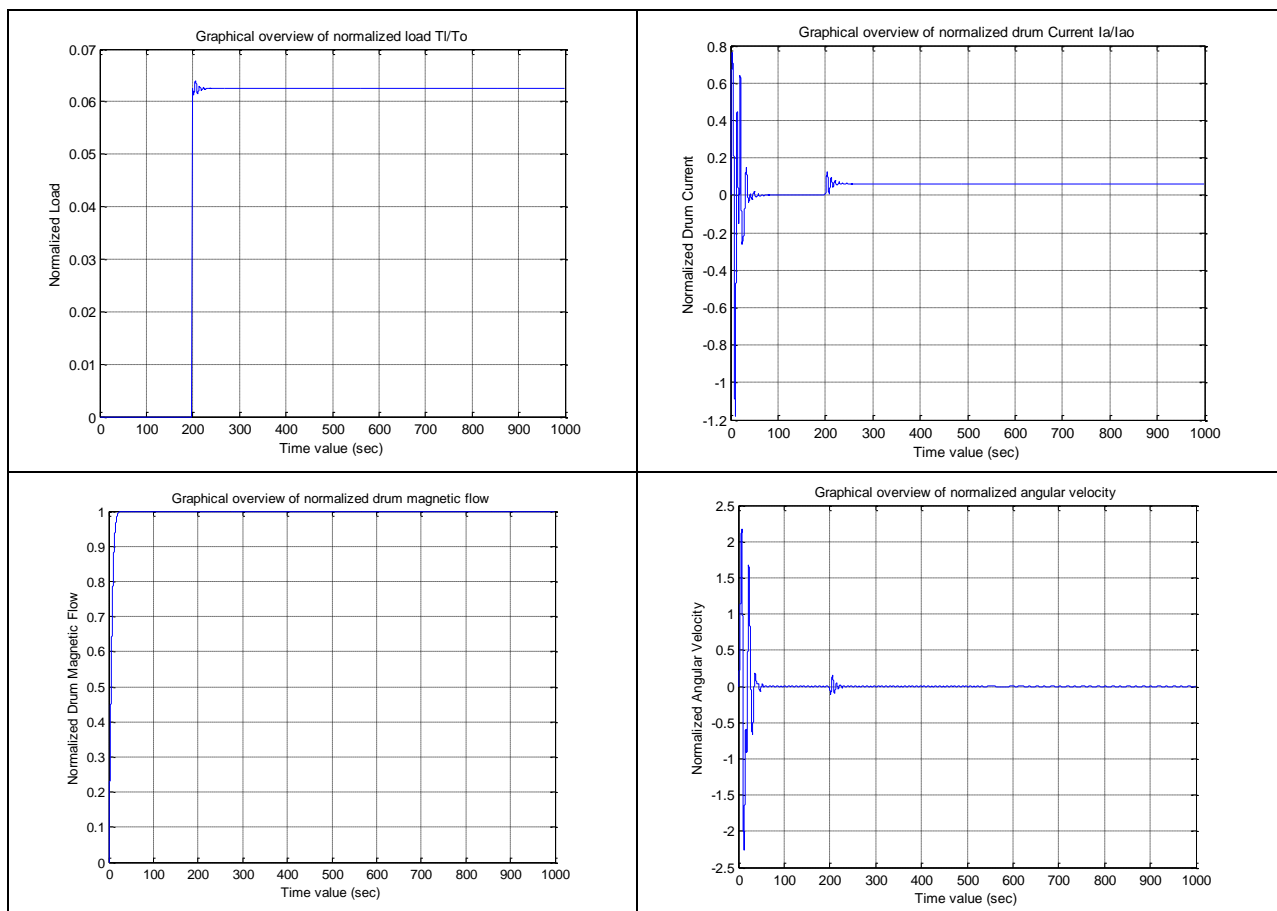 Graphical overview of normalized load Tl/To
0.07
0.06
0.05
0.04
0.03
0.02
0.01
0
Normalized Load
0 100 200 300 400 500 600 700 800 900 1000
Time value (sec)
Graphical overview of normalized drum Current Ia/Iao
0.8
0.6
0.4
0.2
0
-0.2
-0.4
-0.6
-0.8
-1
-1.2
Normalized Drum Current
0 100 200 300 400 500 600 700 800 900 1000
Time value (sec)
Graphical overview of normalized drum magnetic flow
1
0.9
0.8
0.7
0.6
0.5
0.4
0.3
0.2
0.1
0
Normalized Drum Magnetic Flow
0 100 200 300 400 500 600 700 800 900 1000
Time value (sec)
Graphical overview of normalized angular velocity
2.5
2
1.5
1
0.5
0
-0.5
-1
-1.5
-2
-2.5
Normalized Angular Velocity
0 100 200 300 400 500 600 700 800 900 1000
Time value (sec)